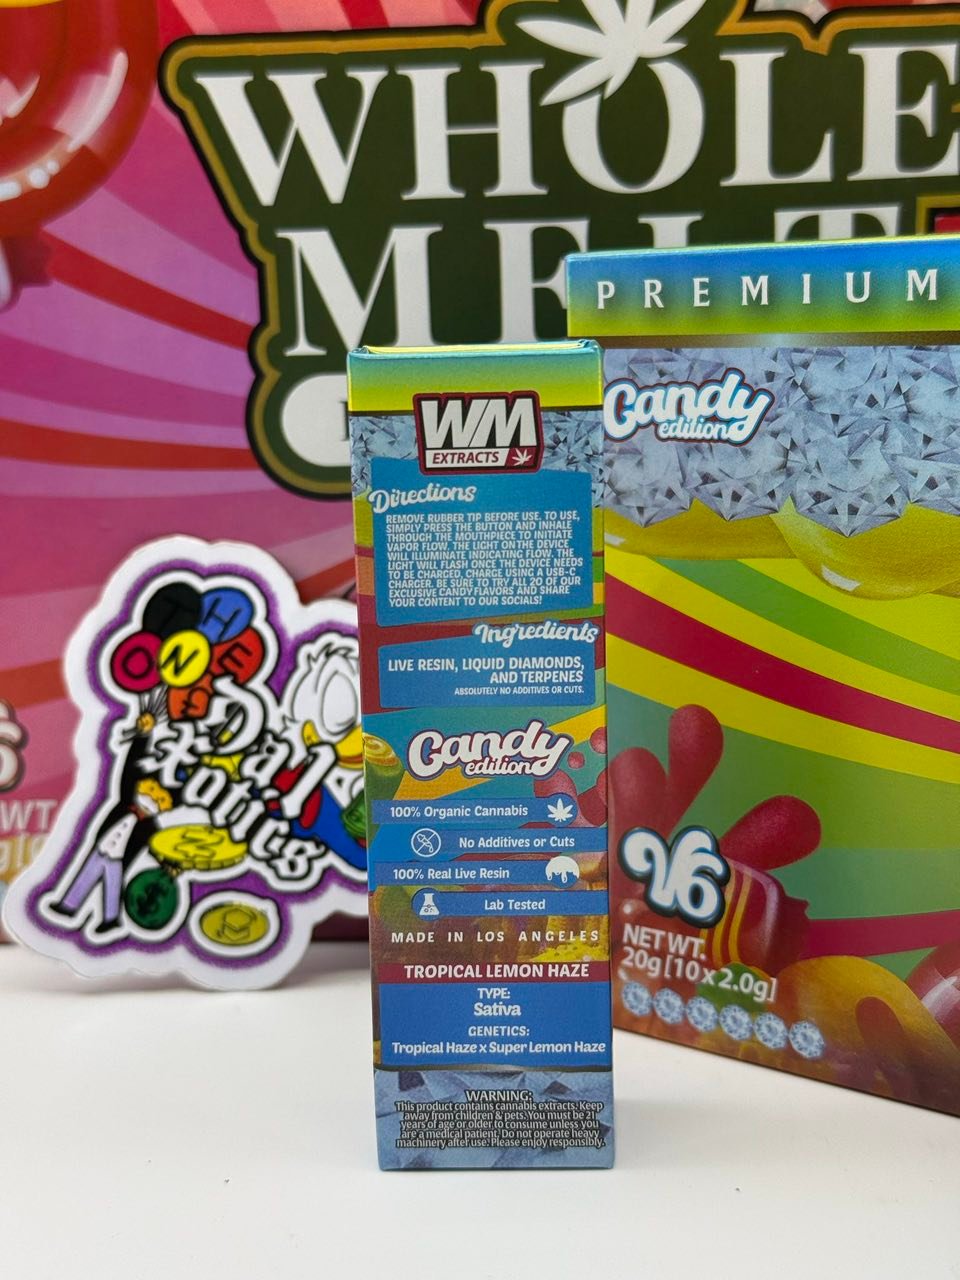 WHOLE
MELT
PREMIUM
Candy
edition
WM
EXTRACTS
Directions
REMOVE RUBBER TIP BEFORE USE. TO USE,
SIMPLY PRESS THE BUTTON AND INHALE
THROUGH THE MOUTHPIECE TO INITIATE
VAPOR FLOW. THE LIGHT ON THE DEVICE
WILL ILLUMINATE INDICATING FLOW. THE
LIGHT WILL FLASH ONCE THE DEVICE NEEDS
TO BE CHARGED. CHARGE USING A USB-C
CHARGER. BE SURE TO TRY ALL 20 OF OUR
EXCLUSIVE CANDY FLAVORS AND SHARE
YOUR CONTENT TO OUR SOCIALS!
Ingredients
LIVE RESIN, LIQUID DIAMONDS,
AND TERPENES
ABSOLUTELY NO ADDITIVES OR CUTS.
Candy
edition
100% Organic Cannabis
No Additives or Cuts
100% Real Live Resin
Lab Tested
MADE IN LOS ANGELES
TROPICAL LEMON HAZE
TYPE:
Sativa
GENETICS:
Tropical Haze x Super Lemon Haze
WARNING:
This product contains cannabis extracts. Keep
away from children & pets. You must be 21
years of age or older to consume unless you
are a medical patient. Do not operate heavy
machinery after use. Please enjoy responsibly.
THE
ONE
Dail
Exotics
V6
NET WT.
20g [10 x 2.0g]
WT